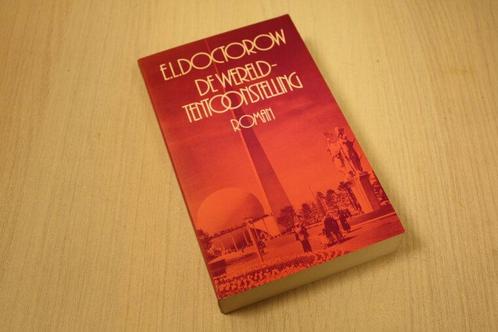 E.L. DOCTOROW
DE WERELD-
TENTOONSTELLING
ROMAN